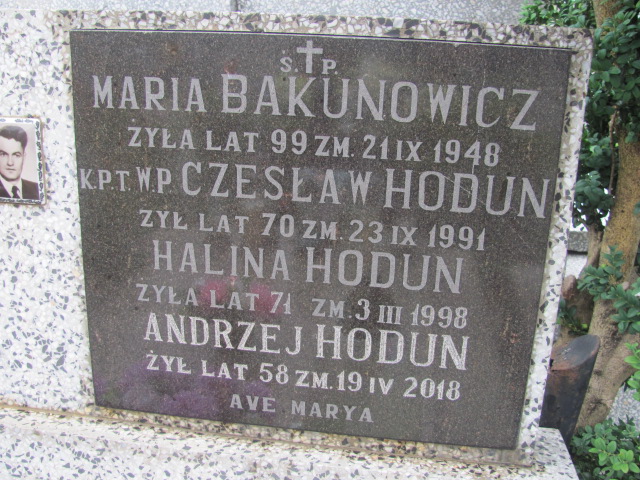 Ś. P.
MARIA BAKUNOWICZ
ŻYŁA LAT 99 ZM. 21 IX 1948
K.P.T. W.P CZESŁAW HODUN
ŻYŁ LAT 70 ZM. 23 IX 1991
HALINA HODUN
ŻYŁA LAT 71 ZM. 3 III 1998
ANDRZEJ HODUN
ŻYŁ LAT 58 ZM. 19 IV 2018
AVE MARYA